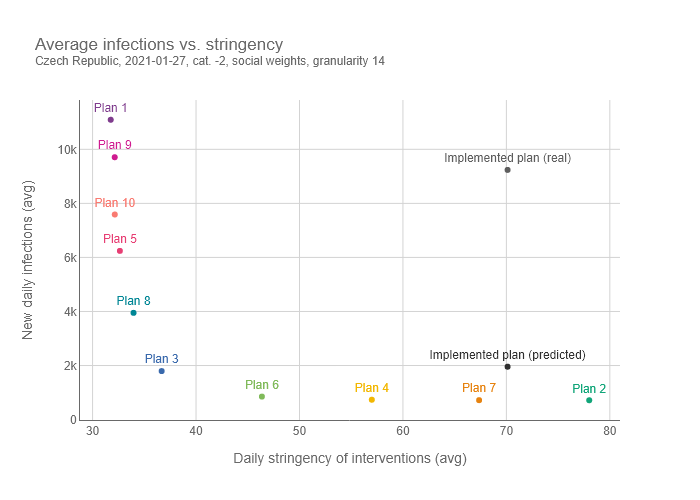 Average infections vs. stringency
Czech Republic, 2021-01-27, cat. -2, social weights, granularity 14
New daily infections (avg)
10k
8k
6k
4k
2k
0
Plan 1
Plan 9
Implemented plan (real)
Plan 10
Plan 5
Plan 8
Plan 3
Implemented plan (predicted)
Plan 6
Plan 4
Plan 7
Plan 2
30
40
50
60
70
80
Daily stringency of interventions (avg)